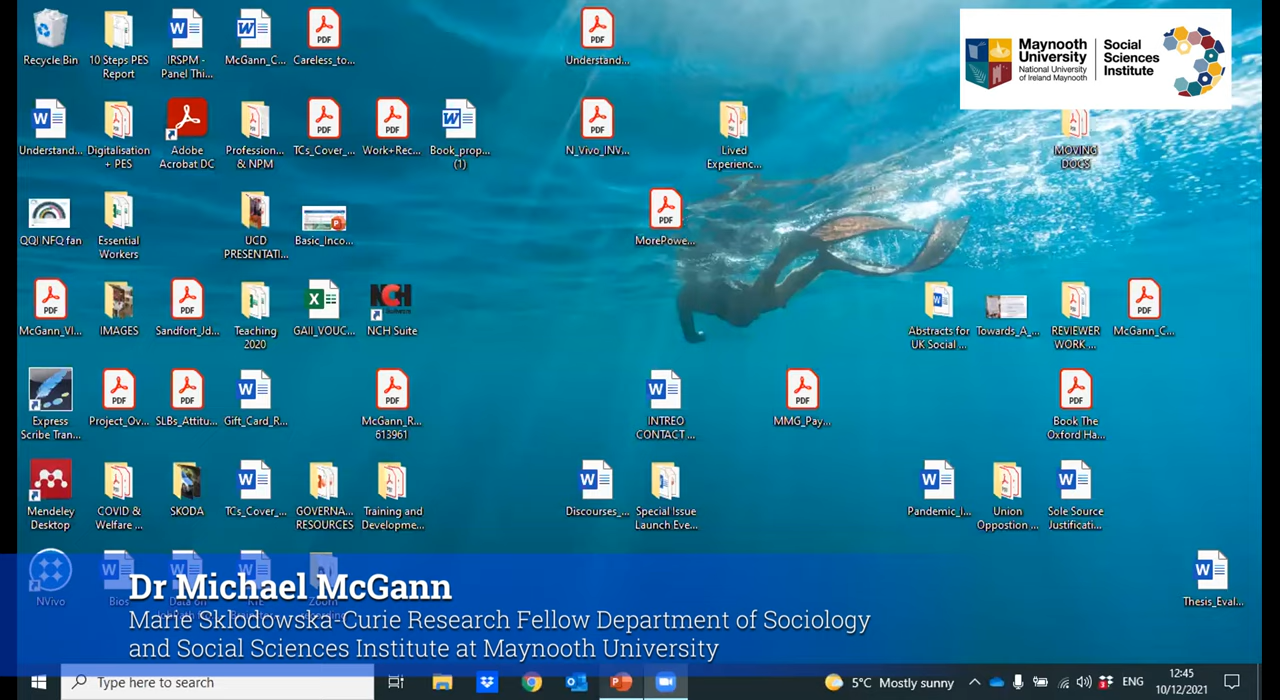 Maynooth University
National University of Ireland Maynooth
Social Sciences Institute
Recycle Bin
10 Steps PES Report
IRSPM - Panel Thi...
McGann_C...
Careless_to...
Understand...
Understand...
Digitalisation + PES
Adobe Acrobat DC
Profession... & NPM
TCs_Cover_...
Work+Rec...
Book_prop... (1)
N_Vivo_INV...
Lived Experienc...
MOVING DOCS
QQI NFQ fan
Essential Workers
UCD PRESENTATI...
Basic_Inco...
MorePowe...
McGann_VI...
IMAGES
Sandfort_Jd...
Teaching 2020
GAII_VOUC...
NCH Suite
Abstracts for UK Social ...
Towards_A_...
REVIEWER WORK ...
McGann_C...
Express Scribe Tran...
Project_Ov...
SLBs_Attitu...
Gift_Card_R...
McGann_R... 613961
INTREO CONTACT ...
MMG_Pay...
Book The Oxford Ha...
Mendeley Desktop
COVID & Welfare ...
SKODA
TCs_Cover_...
GOVERNA... RESOURCES
Training and Developme...
Discourses_...
Special Issue Launch Eve...
Pandemic_I...
Union Oppostion ...
Sole Source Justificati...
NVivo
Bios
Thesis_Eval...
Dr Michael McGann
Marie Sklodowska-Curie Research Fellow Department of Sociology
and Social Sciences Institute at Maynooth University
Type here to search
5°C Mostly sunny
ENG
12:45
10/12/2021